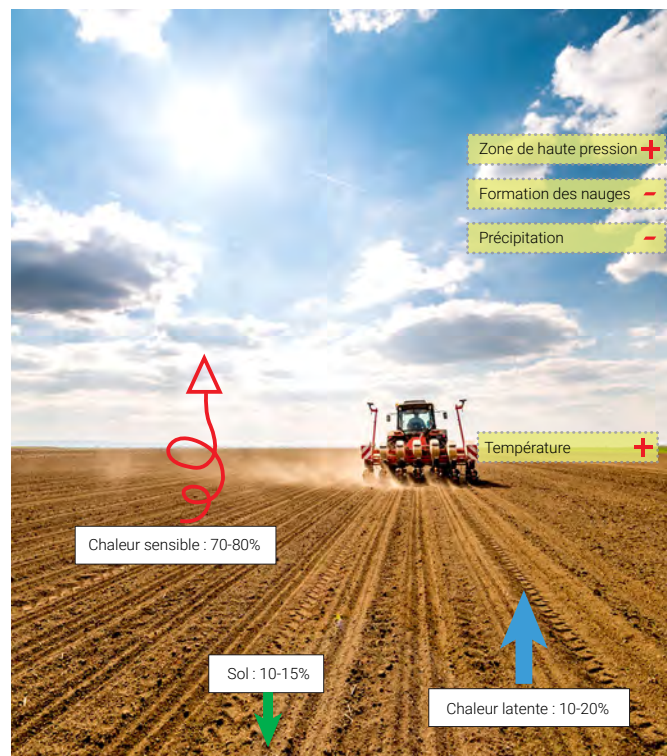 Zone de haute pression +
Formation des nauges -
Précipitation -
Température +
Chaleur sensible : 70-80%
Sol : 10-15%
Chaleur latente : 10-20%